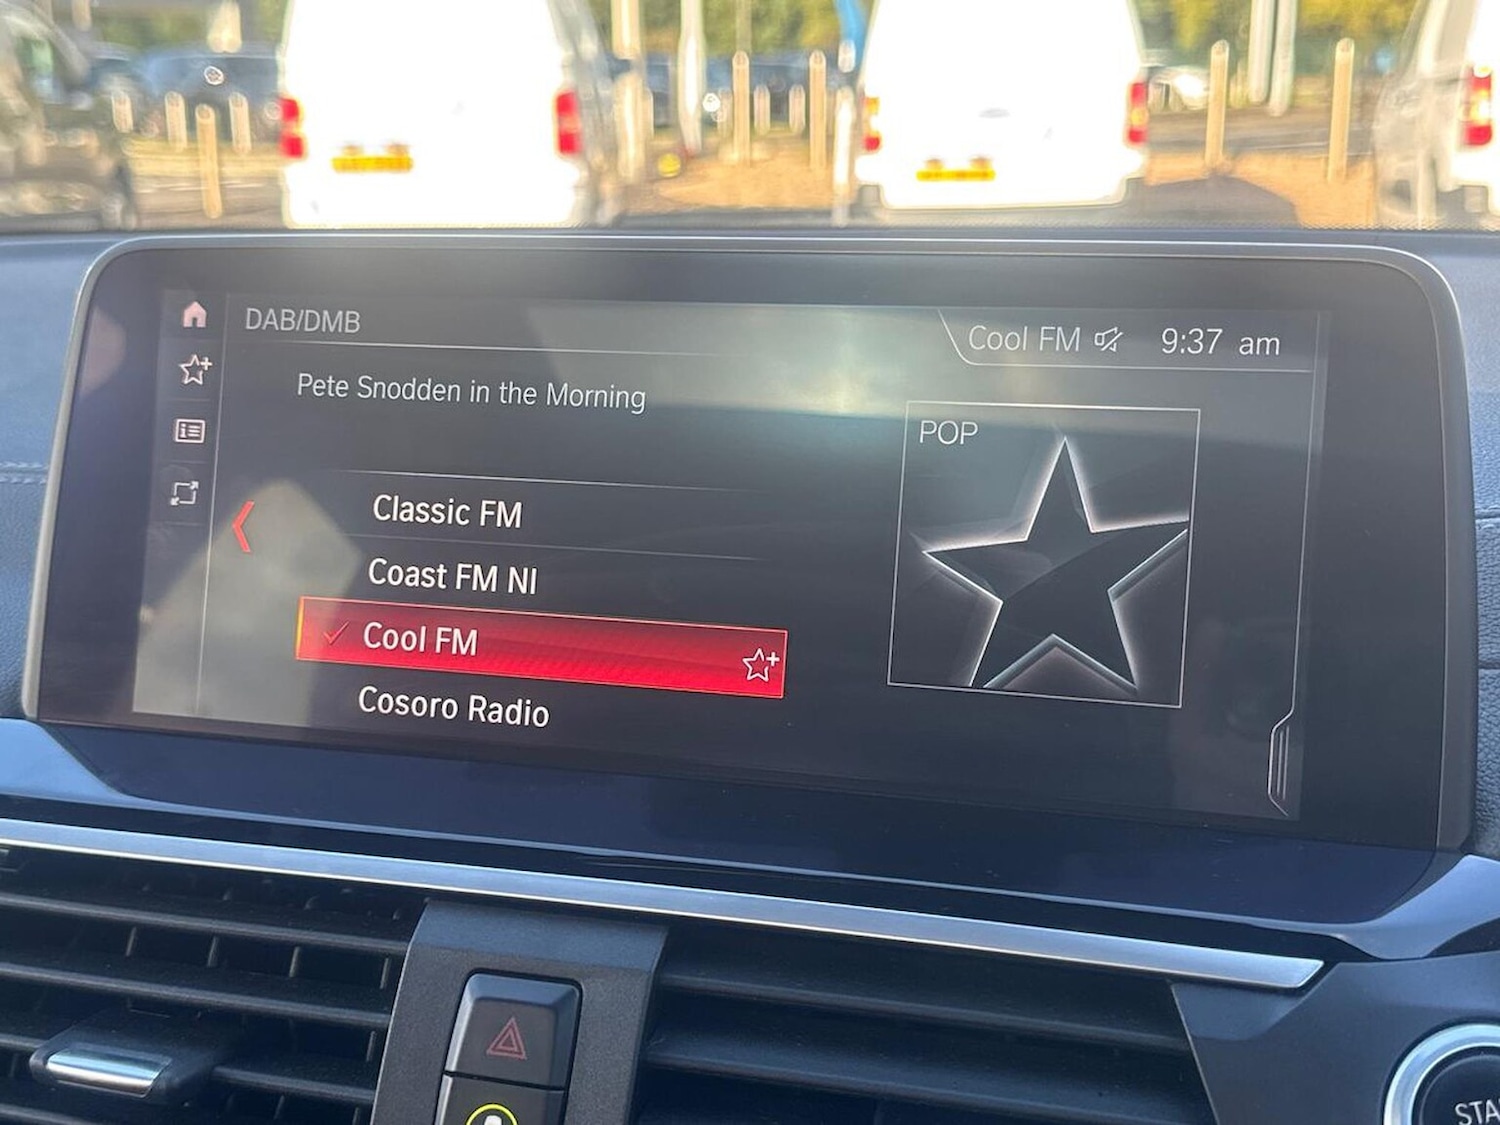 DAB/DMB
Cool FM
9:37 am
Pete Snodden in the Morning
POP
Classic FM
Coast FM NI
Cool FM
Cosoro Radio